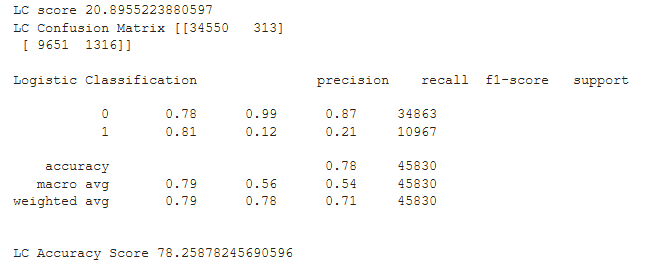 LC score 20.8955223880597
LC Confusion Matrix [[34550   313]
 [ 9651  1316]]
Logistic Classification               precision    recall  f1-score   support
           0       0.78      0.99      0.87     34863
           1       0.81      0.12      0.21     10967
    accuracy                           0.78     45830
   macro avg       0.79      0.56      0.54     45830
weighted avg       0.79      0.78      0.71     45830
LC Accuracy Score 78.25878245690596